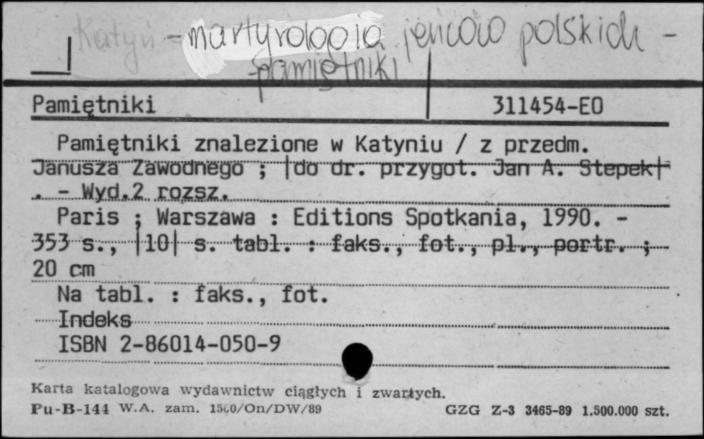 Katyń - martyrologia jeńców polskich -
- pamiętniki
Pamiętniki 311454-EO
Pamiętniki znalezione w Katyniu / z przedm.
Janusza Zawodnego ; |do dr. przygot. Jan A. Stepek|
. - Wyd.2 rozsz.
Paris ; Warszawa : Editions Spotkania, 1990. -
353 s., |10| s. tabl. : faks., fot., pl., portr. ;
20 cm
Na tabl. : faks., fot.
Indeks
ISBN 2-86014-050-9
Karta katalogowa wydawnictw ciągłych i zwartych.
Pu-B-144 W.A. zam. 1560/On/DW/89 GZG Z-3 3465-89 1.500.000 szt.